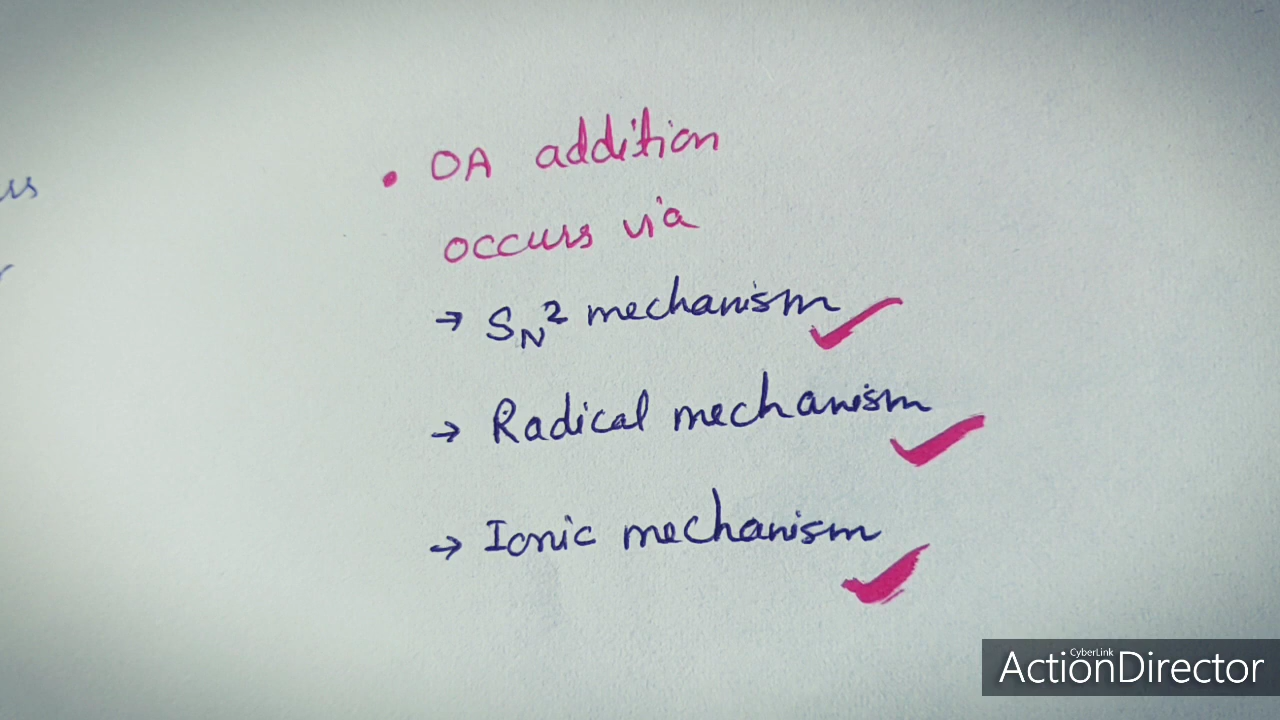 • OA addition
occurs via
→ SN2 mechanism
→ Radical mechanism
→ Ionic mechanism
CyberLink
ActionDirector